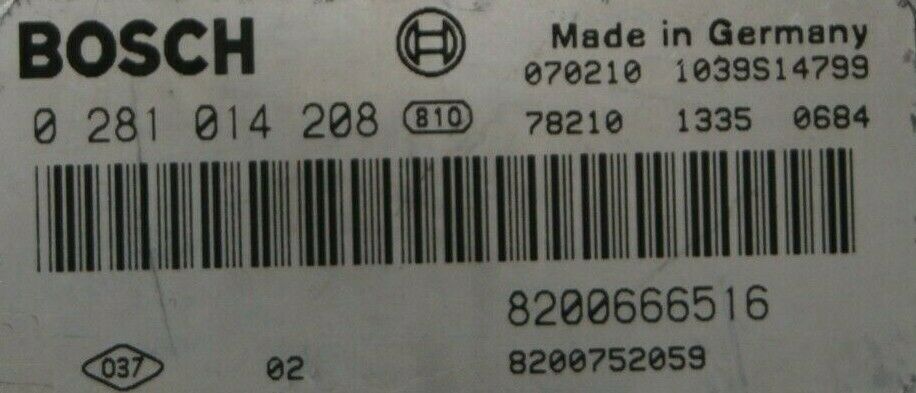 BOSCH
Made in Germany
070210 1039S14799
0 281 014 208 810
78210 1335 0684
8200666516
037 02 8200752059